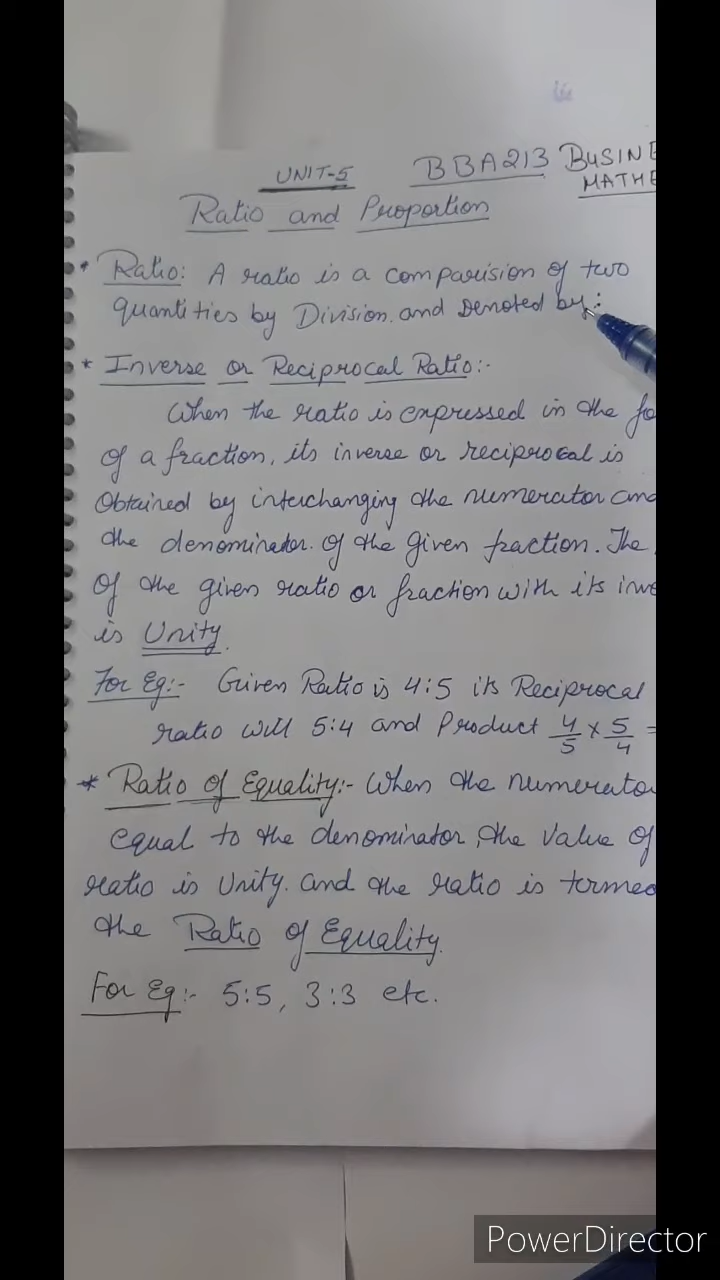 UNIT-5 BBA213 BUSINE
MATHE
Ratio and Proportion
* Ratio: A ratio is a comparision of two
quantities by Division. and Denoted by :
* Inverse or Reciprocal Ratio:-
When the ratio is expressed in the fo
of a fraction, its inverse or reciprocal is
Obtained by interchanging the numerator and
the denominator. of the given fraction. The
of the given ratio or fraction with its inve
is Unity.
For Eg:- Given Ratio is 4:5 its Reciprocal
ratio will 5:4 and Product 4/5 × 5/4 =
* Ratio of Equality:- When the numerato
equal to the denominator, the value of
ratio is Unity. and the ratio is termed
the Ratio of Equality.
For Eg:- 5:5, 3:3 etc.
PowerDirector